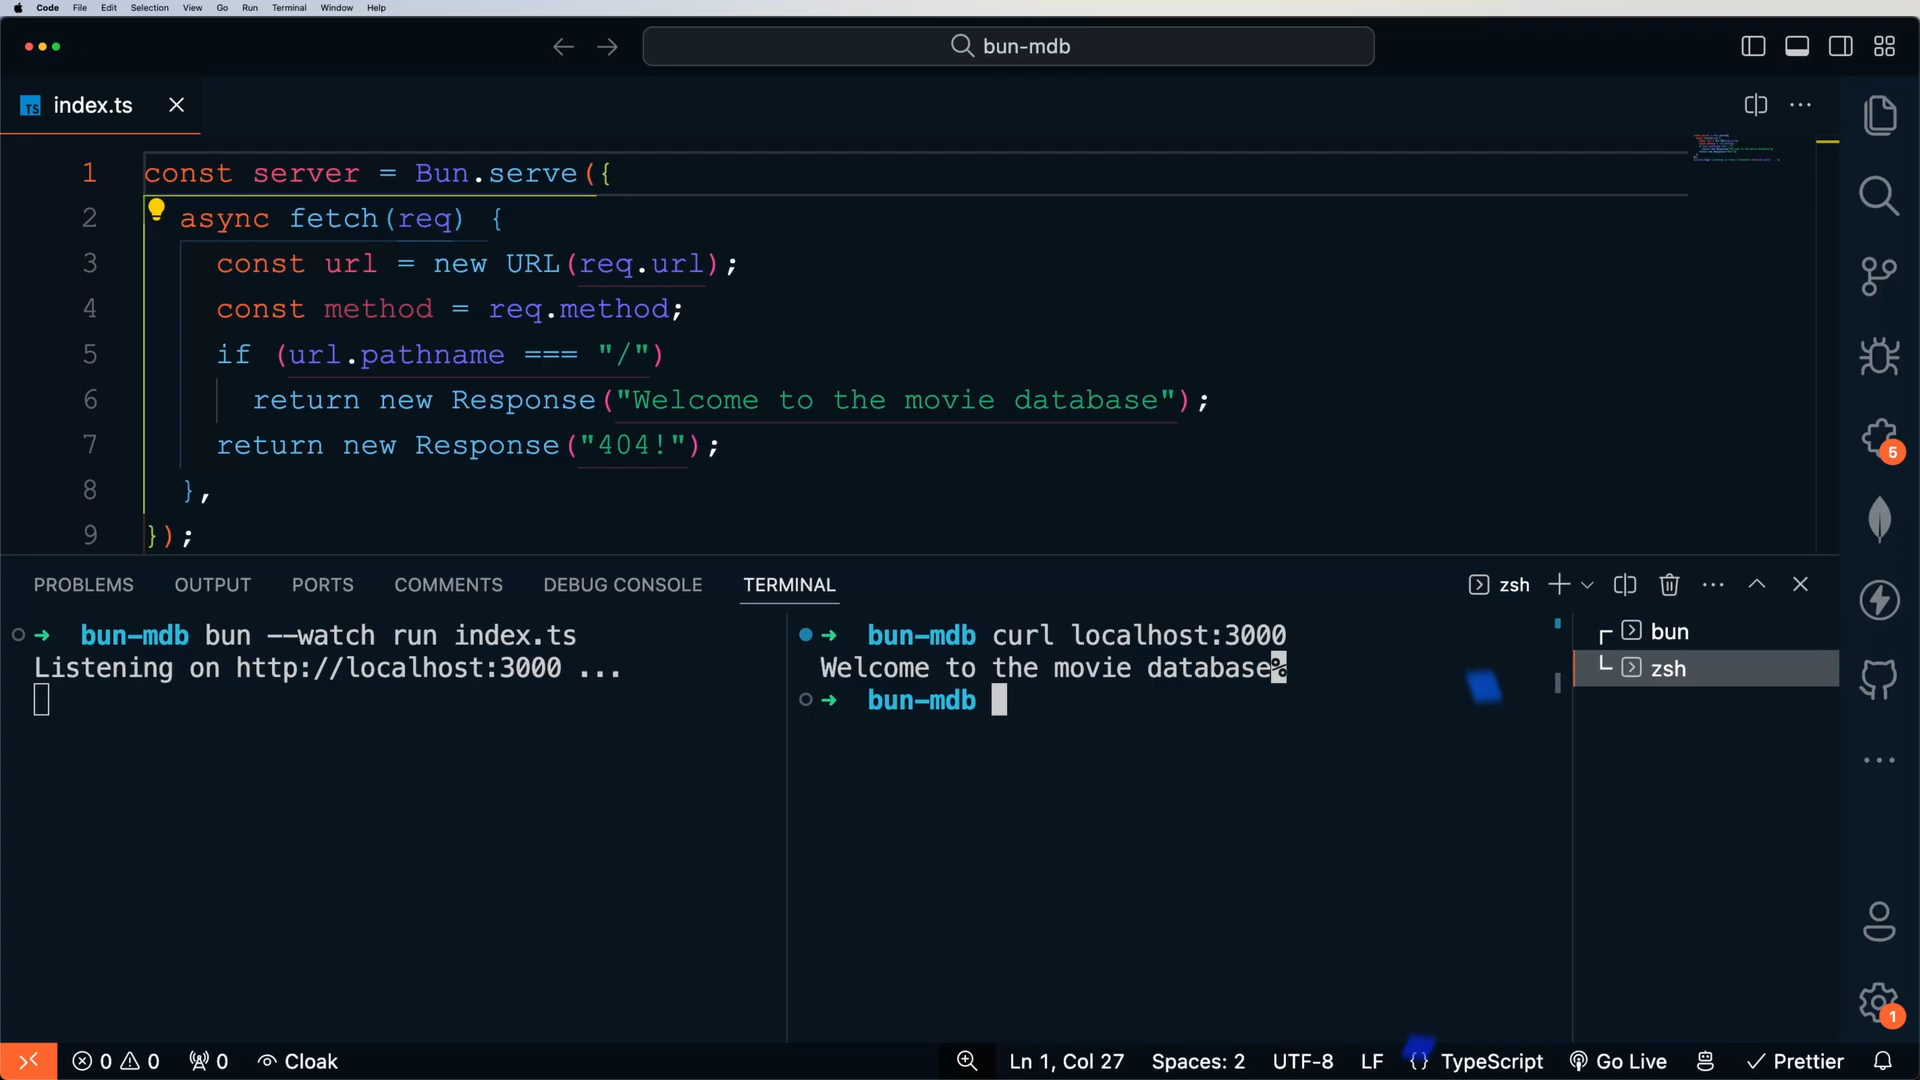 Code File Edit Selection View Go Run Terminal Window Help
bun-mdb
TS index.ts
1 const server = Bun.serve({
2 async fetch(req) {
3 const url = new URL(req.url);
4 const method = req.method;
5 if (url.pathname === "/")
6 return new Response("Welcome to the movie database");
7 return new Response("404!");
8 },
9 });
5
PROBLEMS OUTPUT PORTS COMMENTS DEBUG CONSOLE TERMINAL zsh
➜ bun-mdb bun --watch run index.ts
Listening on http://localhost:3000 ...
➜ bun-mdb curl localhost:3000
Welcome to the movie database%
➜ bun-mdb
bun
zsh
1
0 0 0 Cloak Ln 1, Col 27 Spaces: 2 UTF-8 LF {} TypeScript Go Live Prettier